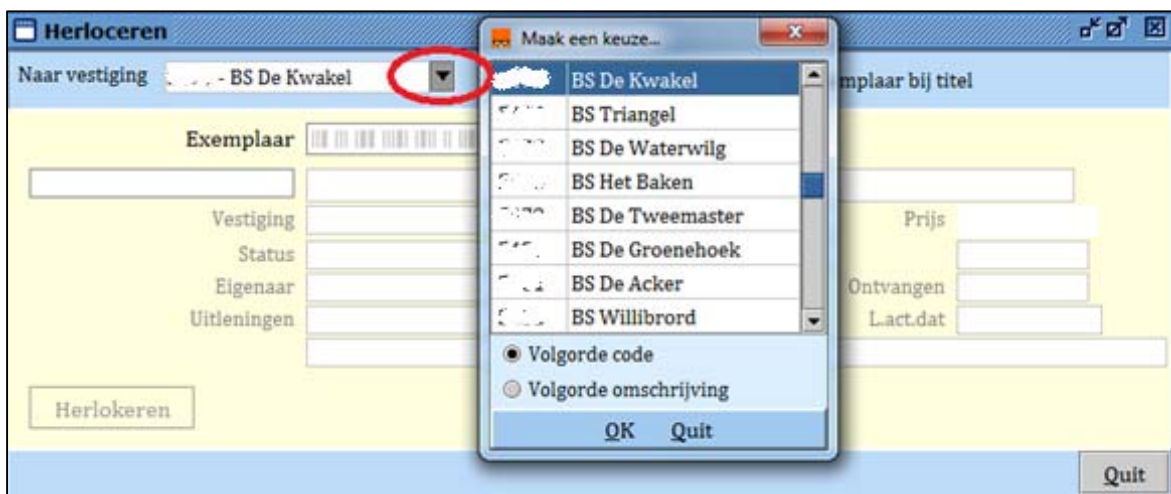 Herloceren
Naar vestiging - BS De Kwakel
mplaar bij titel
Exemplaar
Vestiging
Prijs
Status
Eigenaar
Ontvangen
Uitleningen
L.act.dat
Herlokeren
Quit
Maak een keuze...
BS De Kwakel
BS Triangel
BS De Waterwilg
BS Het Baken
BS De Tweemaster
BS De Groenehoek
BS De Acker
BS Willibrord
Volgorde code
Volgorde omschrijving
OK Quit